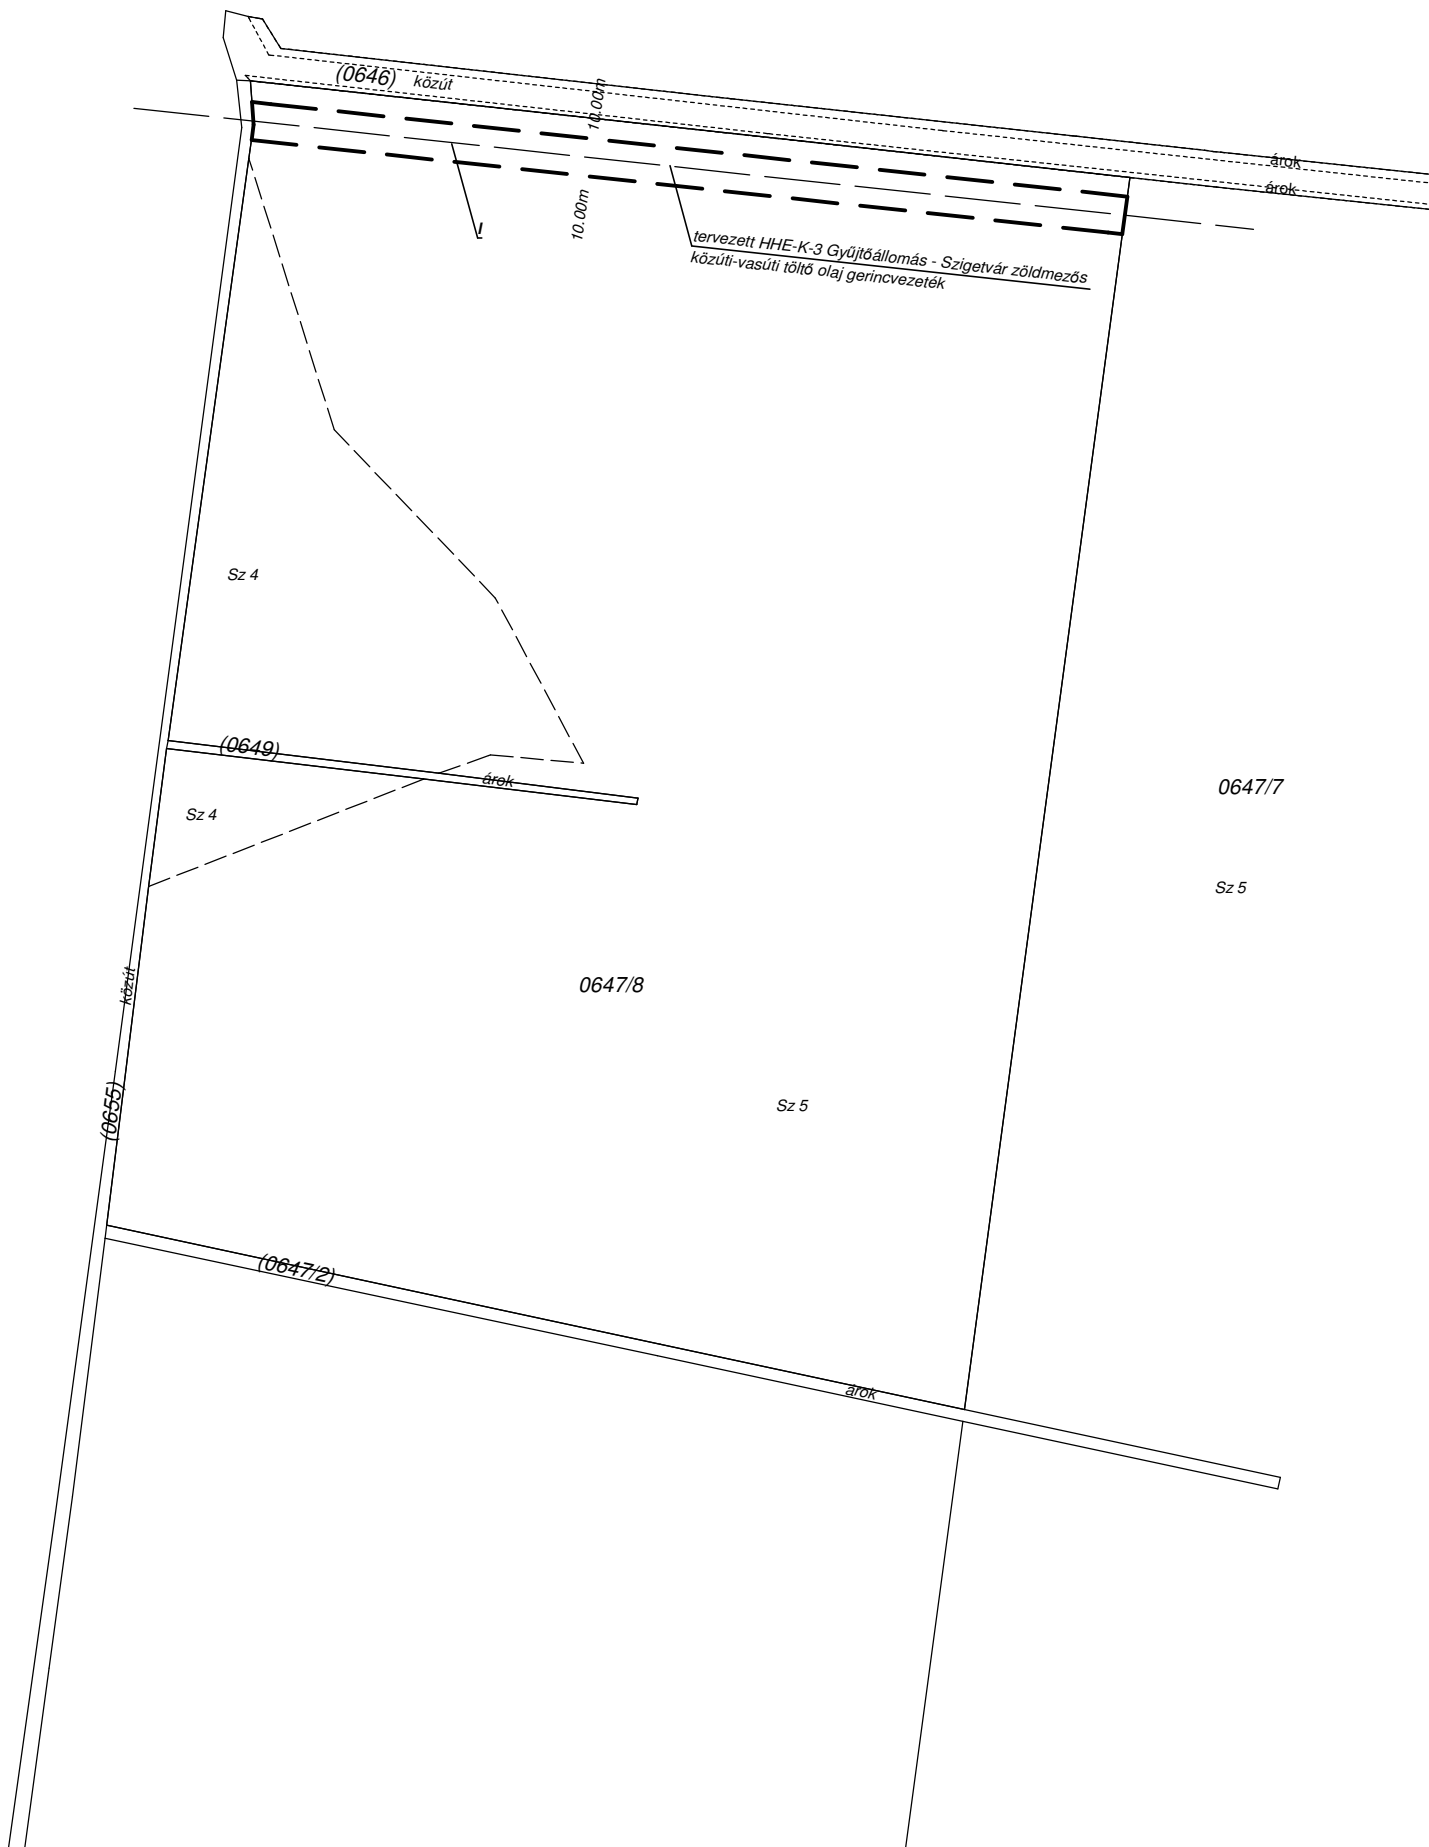 (0646) közút
10.00m
árok
árok
10.00m
I
tervezett HHE-K-3 Gyűjtőállomás - Szigetvár zöldmezős
közúti-vasúti töltő olaj gerincvezeték
Sz 4
(0649)
árok
Sz 4
0647/7
Sz 5
közút
0647/8
(0655)
Sz 5
(0647/2)
árok